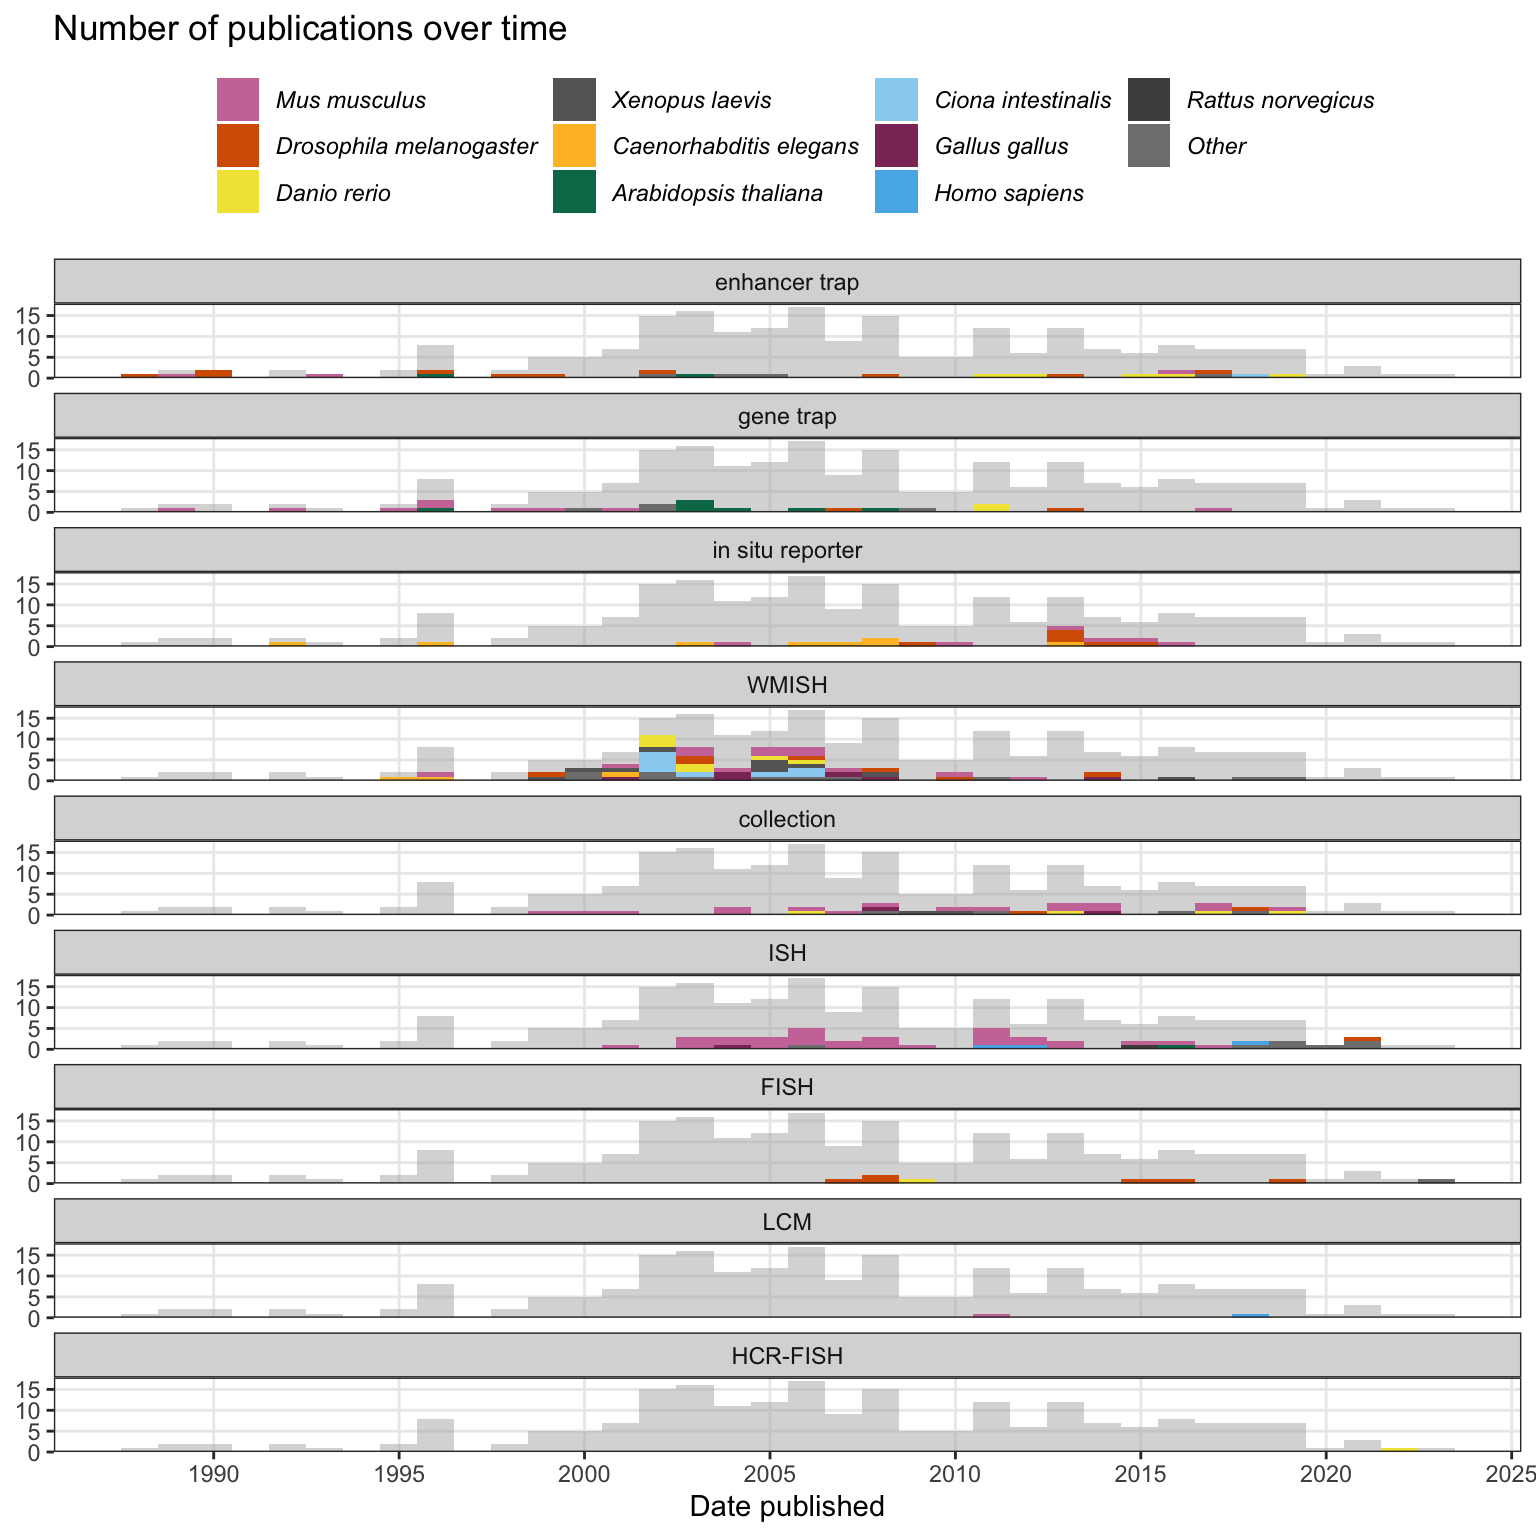 Number of publications over time
Mus musculus Xenopus laevis Ciona intestinalis Rattus norvegicus
Drosophila melanogaster Caenorhabditis elegans Gallus gallus Other
Danio rerio Arabidopsis thaliana Homo sapiens
enhancer trap
15
10
5
0
gene trap
15
10
5
0
in situ reporter
15
10
5
0
WMISH
15
10
5
0
collection
15
10
5
0
ISH
15
10
5
0
FISH
15
10
5
0
LCM
15
10
5
0
HCR-FISH
15
10
5
0
1990 1995 2000 2005 2010 2015 2020 2025
Date published